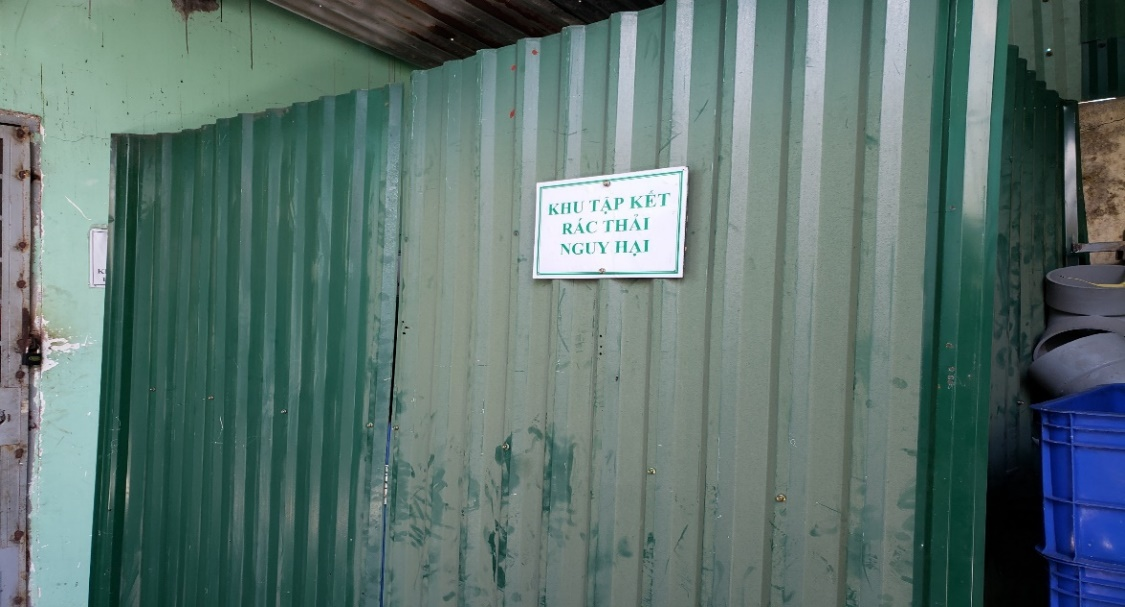 KHU TẬP KẾT
RÁC THẢI
NGUY HẠI